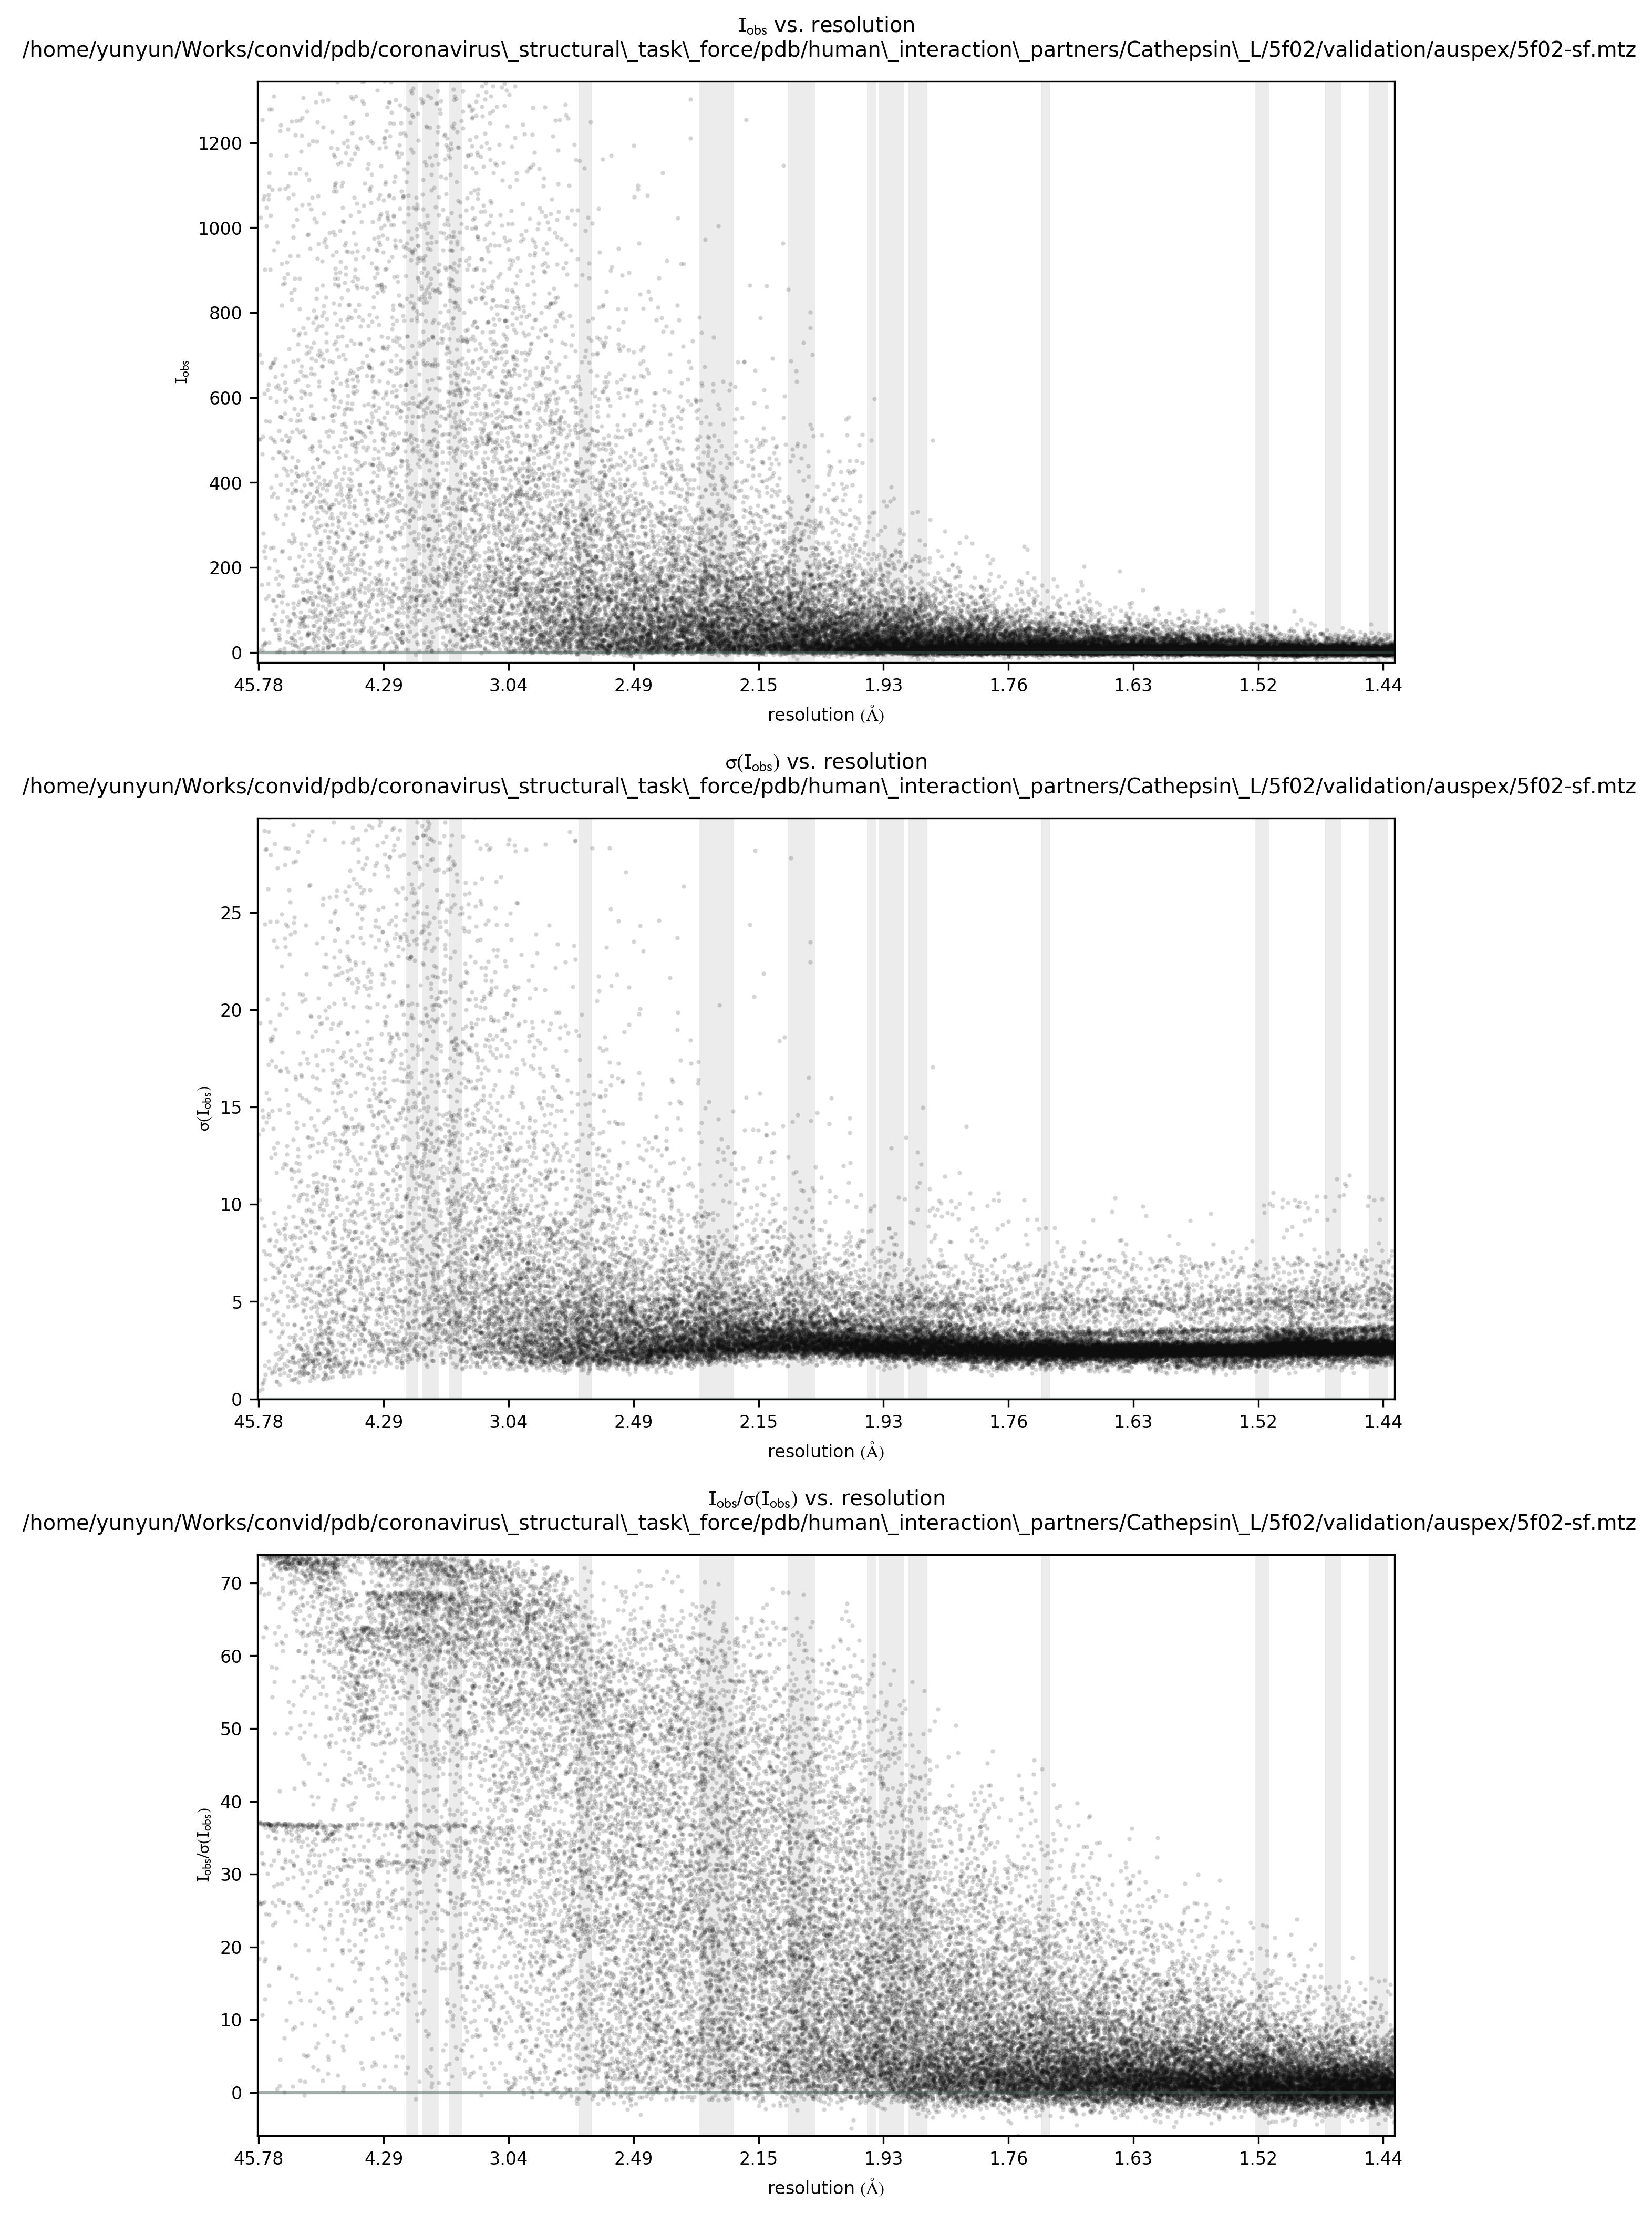 Iobs vs. resolution
/home/yunyun/Works/convid/pdb/coronavirus\_structural\_task\_force/pdb/human\_interaction\_partners/Cathepsin\_L/5f02/validation/auspex/5f02-sf.mtz
1200
1000
800
600
400
200
0
Iobs
45.78 4.29 3.04 2.49 2.15 1.93 1.76 1.63 1.52 1.44
resolution (Å)
σ(Iobs) vs. resolution
/home/yunyun/Works/convid/pdb/coronavirus\_structural\_task\_force/pdb/human\_interaction\_partners/Cathepsin\_L/5f02/validation/auspex/5f02-sf.mtz
25
20
15
10
5
0
σ(Iobs)
45.78 4.29 3.04 2.49 2.15 1.93 1.76 1.63 1.52 1.44
resolution (Å)
Iobs/σ(Iobs) vs. resolution
/home/yunyun/Works/convid/pdb/coronavirus\_structural\_task\_force/pdb/human\_interaction\_partners/Cathepsin\_L/5f02/validation/auspex/5f02-sf.mtz
70
60
50
40
30
20
10
0
Iobs/σ(Iobs)
45.78 4.29 3.04 2.49 2.15 1.93 1.76 1.63 1.52 1.44
resolution (Å)